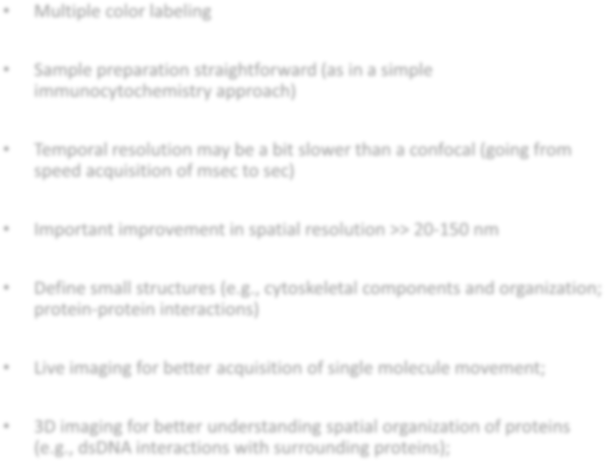 • Multiple color labeling
• Sample preparation straightforward (as in a simple
immunocytochemistry approach)
• Temporal resolution may be a bit slower than a confocal (going from
speed acquisition of msec to sec)
• Important improvement in spatial resolution >> 20-150 nm
• Define small structures (e.g., cytoskeletal components and organization;
protein-protein interactions)
• Live imaging for better acquisition of single molecule movement;
• 3D imaging for better understanding spatial organization of proteins
(e.g., dsDNA interactions with surrounding proteins);